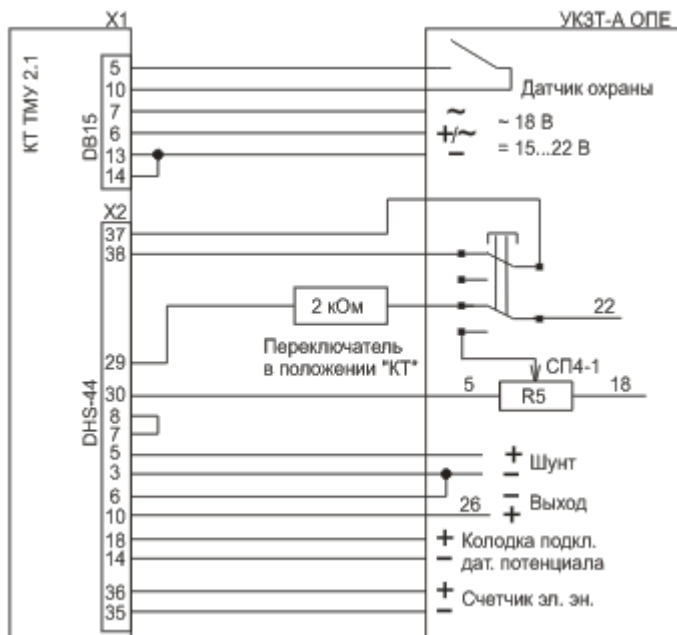 X1
УКЗТ-А ОПЕ
КТ ТМУ 2.1
DB15
5
10
Датчик охраны
7
~
~ 18 В
6
+/~
13
–
= 15...22 В
14
X2
37
38
2 кОм
22
Переключатель
в положении "КТ"
29
СП4-1
30
5
R5
18
DHS-44
8
7
5
+
Шунт
3
–
6
–
Выход
10
26
+
18
+
Колодка подкл.
14
–
дат. потенциала
36
+
Счетчик эл. эн.
35
–